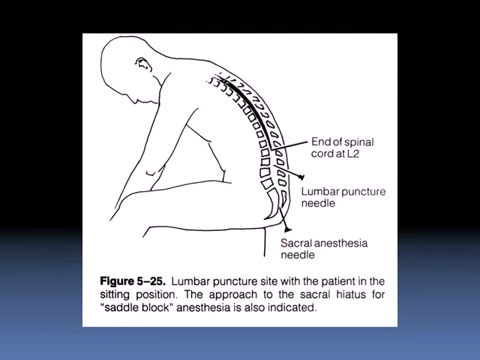 End of spinal
cord at L2
Lumbar puncture
needle
Sacral anesthesia
needle
Figure 5–25. Lumbar puncture site with the patient in the
sitting position. The approach to the sacral hiatus for
"saddle block" anesthesia is also indicated.